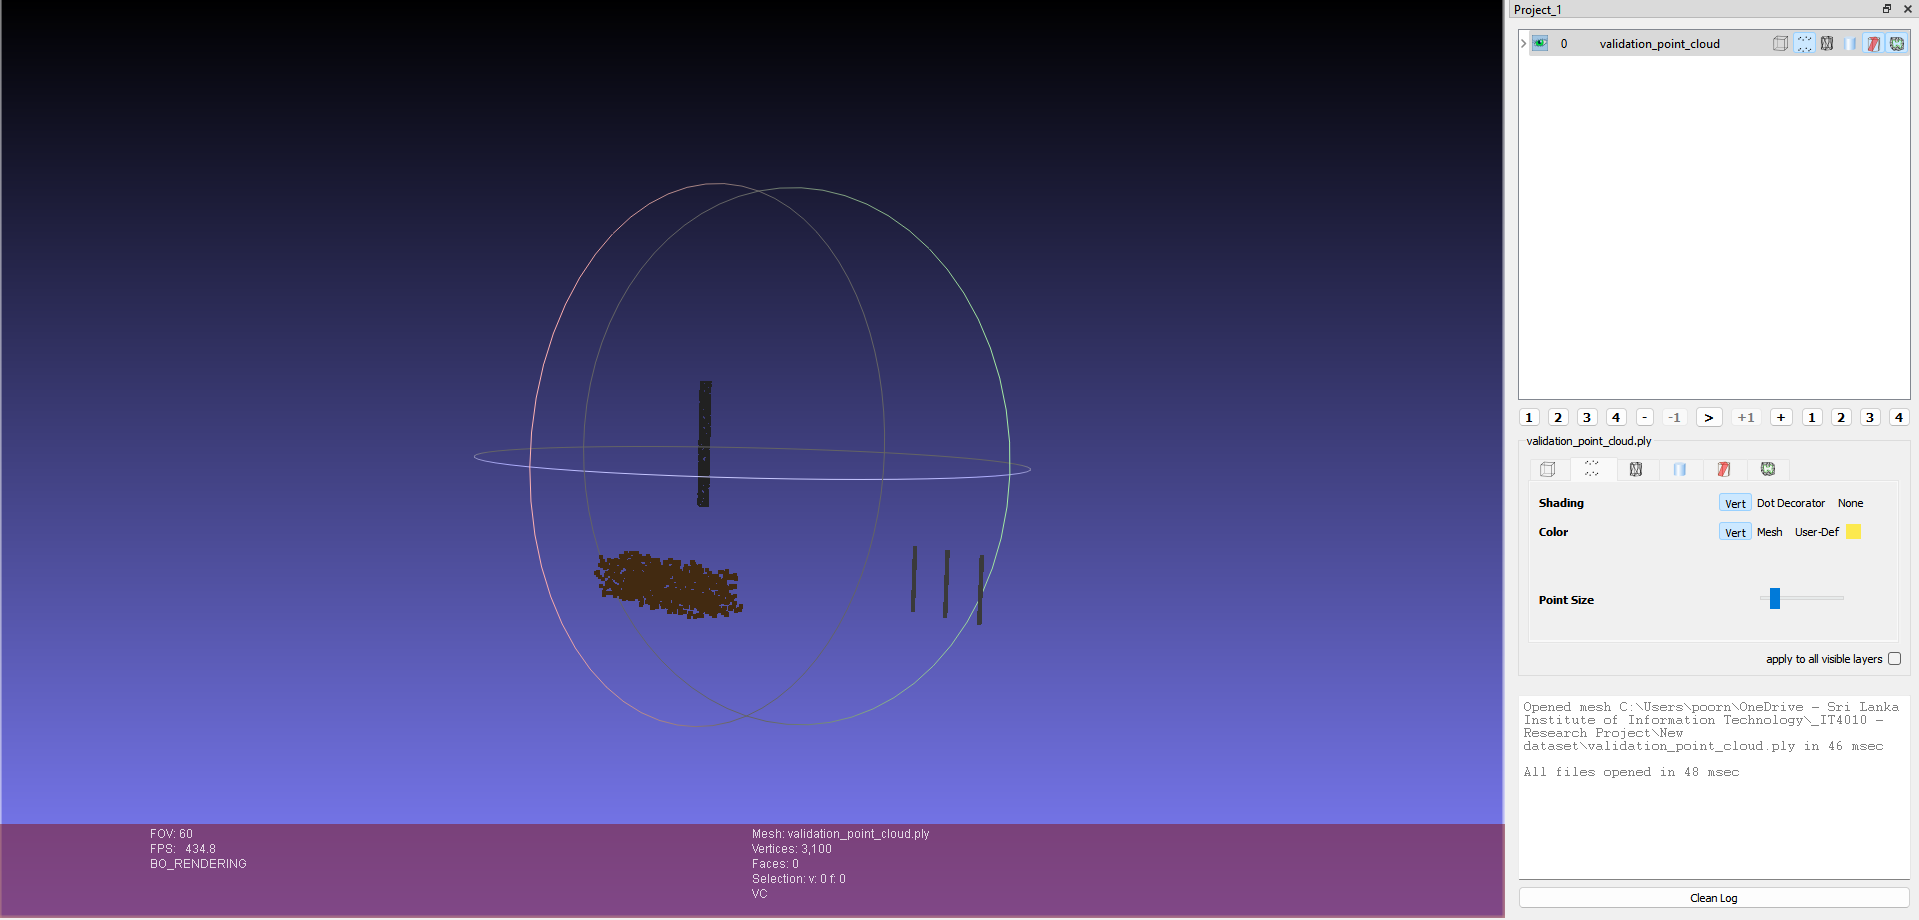 Project_1
0 validation_point_cloud
1 2 3 4 - -1 > +1 + 1 2 3 4
validation_point_cloud.ply
Shading Vert Dot Decorator None
Color Vert Mesh User-Def
Point Size
apply to all visible layers
Opened mesh C:\Users\poorn\OneDrive - Sri Lanka
Institute of Information Technology\_IT4010 -
Research Project\New
dataset\validation_point_cloud.ply in 46 msec
All files opened in 48 msec
Clean Log
FOV: 60
FPS: 434.8
BO_RENDERING
Mesh: validation_point_cloud.ply
Vertices: 3,100
Faces: 0
Selection: v: 0 f: 0
VC